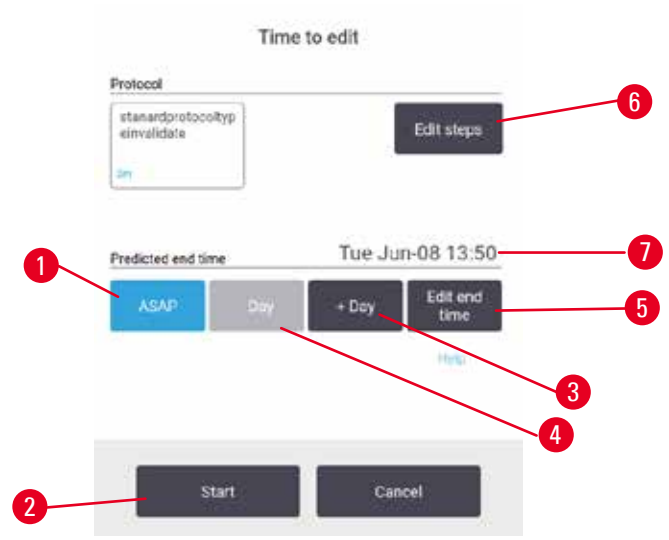 Time to edit
Protocol
stanardprotocoltyp
einvalidate
Edit steps
6
Predicted end time
Tue Jun-08 13:50
7
1
ASAP
Day
+ Day
Edit end
time
5
Help
3
4
2
Start
Cancel